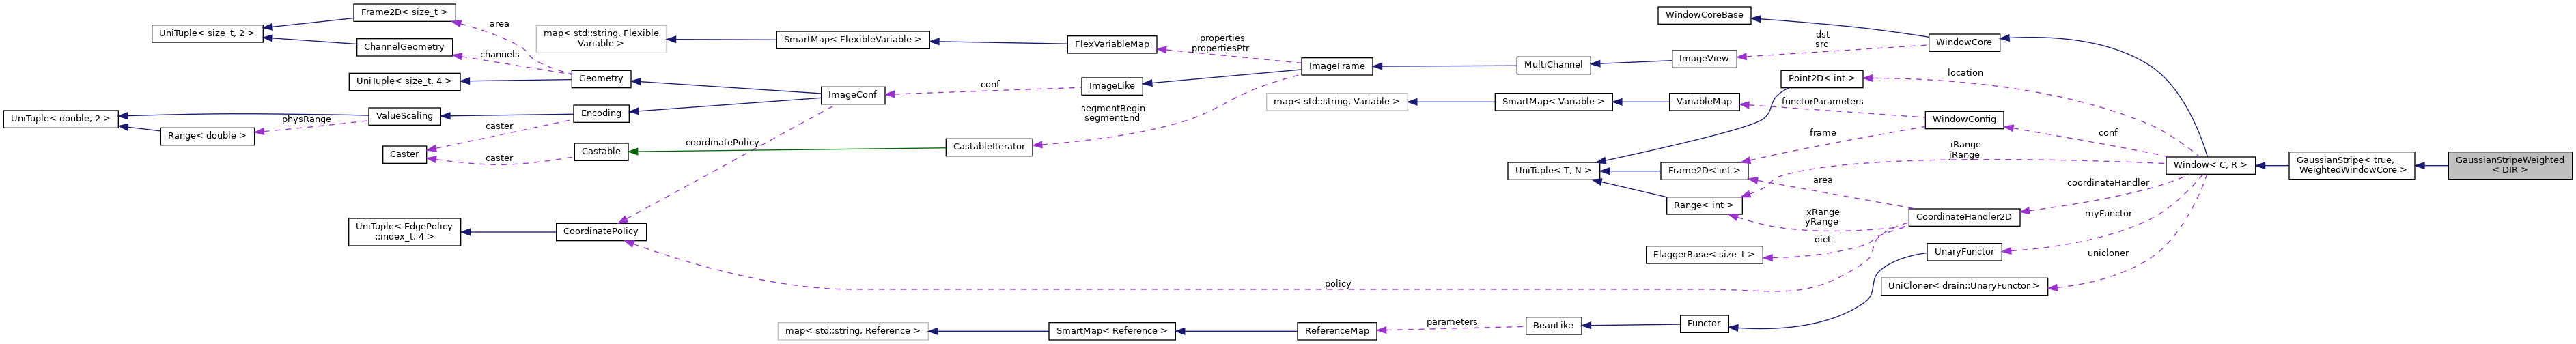 Frame2D< size_t >
UniTuple< size_t, 2 >
ChannelGeometry
area
channels
UniTuple< size_t, 4 >
Geometry
UniTuple< double, 2 >
ValueScaling
Range< double >
physRange
Encoding
caster
Caster
Castable
caster
UniTuple< EdgePolicy
::index_t, 4 >
CoordinatePolicy
coordinatePolicy
ImageConf
map< std::string, Flexible
Variable >
SmartMap< FlexibleVariable >
FlexVariableMap
properties
propertiesPtr
conf
ImageLike
segmentBegin
segmentEnd
CastableIterator
ImageFrame
map< std::string, Variable >
SmartMap< Variable >
VariableMap
MultiChannel
ImageView
dst
src
WindowCoreBase
WindowCore
Point2D< int >
location
functorParameters
WindowConfig
conf
frame
iRange
jRange
UniTuple< T, N >
Frame2D< int >
area
Range< int >
xRange
yRange
CoordinateHandler2D
coordinateHandler
dict
FlaggerBase< size_t >
policy
myFunctor
UnaryFunctor
unicloner
UniCloner< drain::UnaryFunctor >
Window< C, R >
GaussianStripe< true,
WeightedWindowCore >
GaussianStripeWeighted
< DIR >
map< std::string, Reference >
SmartMap< Reference >
ReferenceMap
parameters
BeanLike
Functor